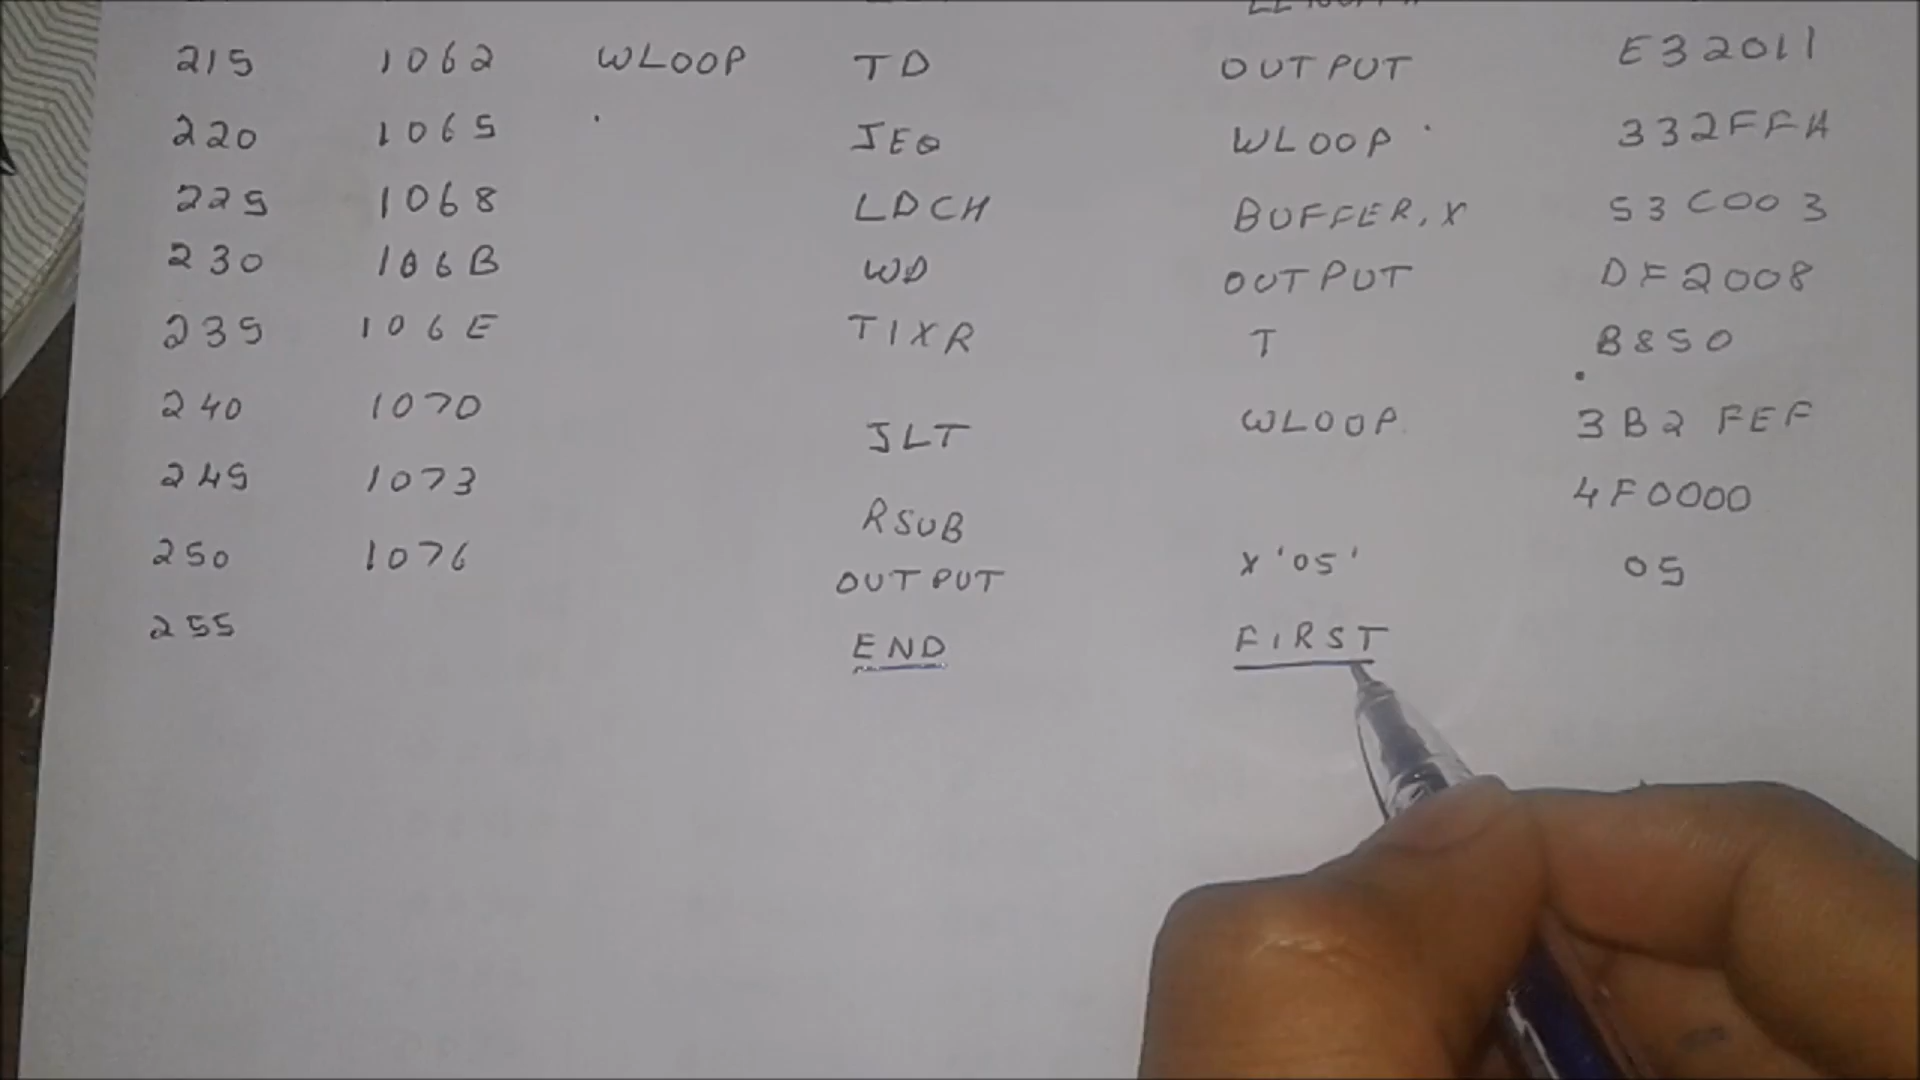 215 1062 WLOOP TD OUTPUT E32011
220 1065 JEQ WLOOP 332FFA
225 1068 LDCH BUFFER, X 53C003
230 106B WD OUTPUT DF2008
235 106E TIXR T B850
240 1070 JLT WLOOP 3B2FEF
245 1073 RSUB 4F0000
250 1076 OUTPUT X'05' 05
255 END FIRST